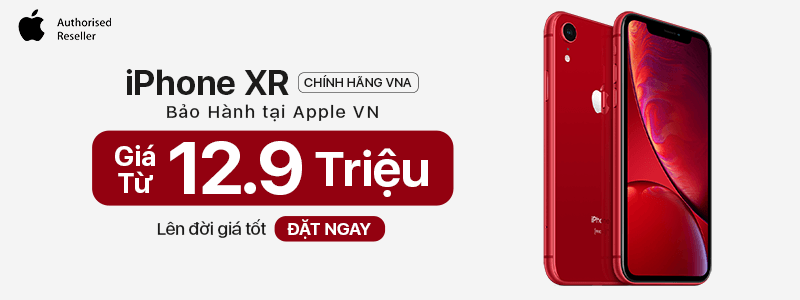 Authorised
Reseller
iPhone XR CHÍNH HÃNG VNA
Bảo Hành tại Apple VN
Giá
Từ
12.9 Triệu
Lên đời giá tốt ĐẶT NGAY